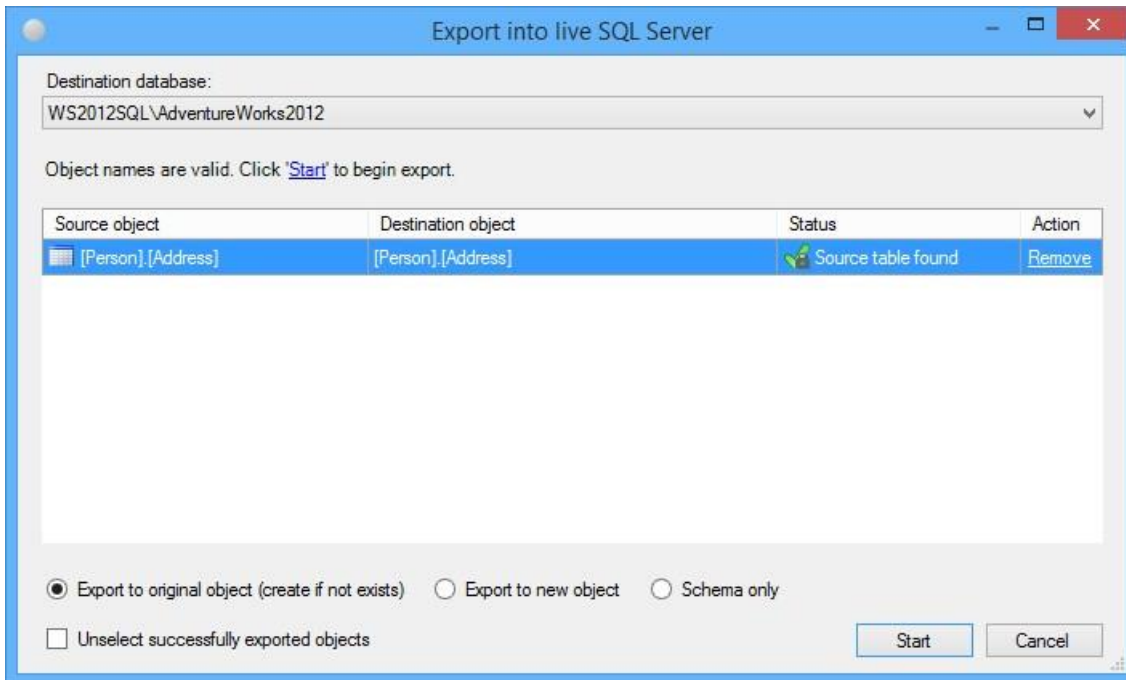 Export into live SQL Server
Destination database:
WS2012SQL\AdventureWorks2012
Object names are valid. Click 'Start' to begin export.
Source object Destination object Status Action
[Person].[Address] [Person].[Address] Source table found Remove
Export to original object (create if not exists) Export to new object Schema only
Unselect successfully exported objects Start Cancel